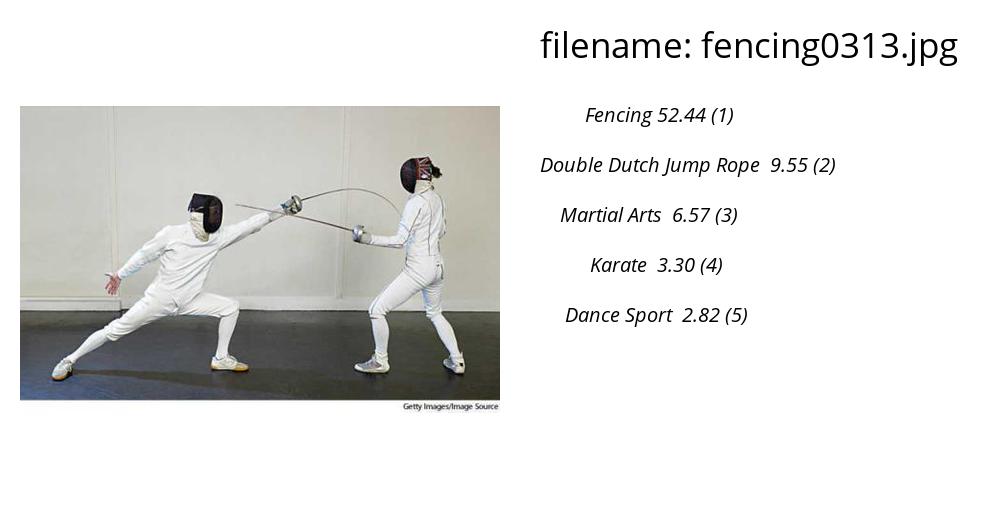 filename: fencing0313.jpg
Fencing 52.44 (1)
Double Dutch Jump Rope 9.55 (2)
Martial Arts 6.57 (3)
Karate 3.30 (4)
Dance Sport 2.82 (5)
Getty Images/Image Source